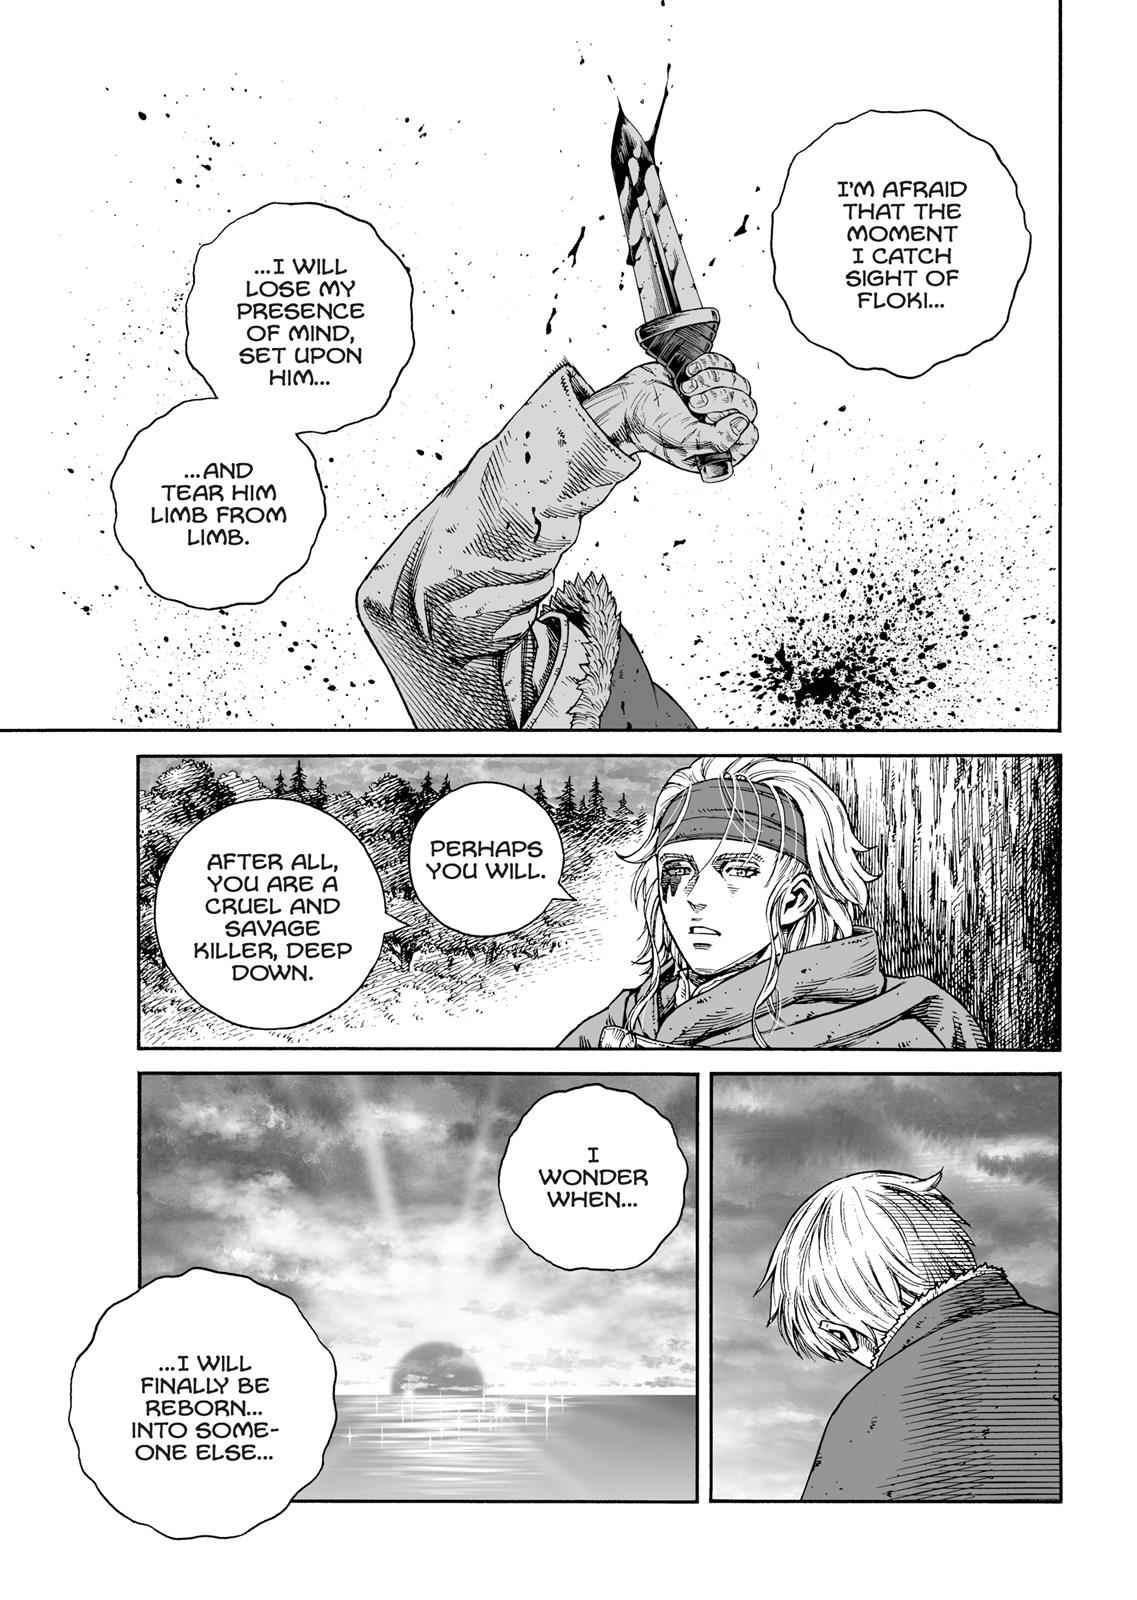 I'M AFRAID
THAT THE
MOMENT
I CATCH
SIGHT OF
FLOKI...
...I WILL
LOSE MY
PRESENCE
OF MIND,
SET UPON
HIM...
...AND
TEAR HIM
LIMB FROM
LIMB.
PERHAPS
YOU WILL.
AFTER ALL,
YOU ARE A
CRUEL AND
SAVAGE
KILLER, DEEP
DOWN.
I
WONDER
WHEN...
...I WILL
FINALLY BE
REBORN...
INTO SOME-
ONE ELSE...